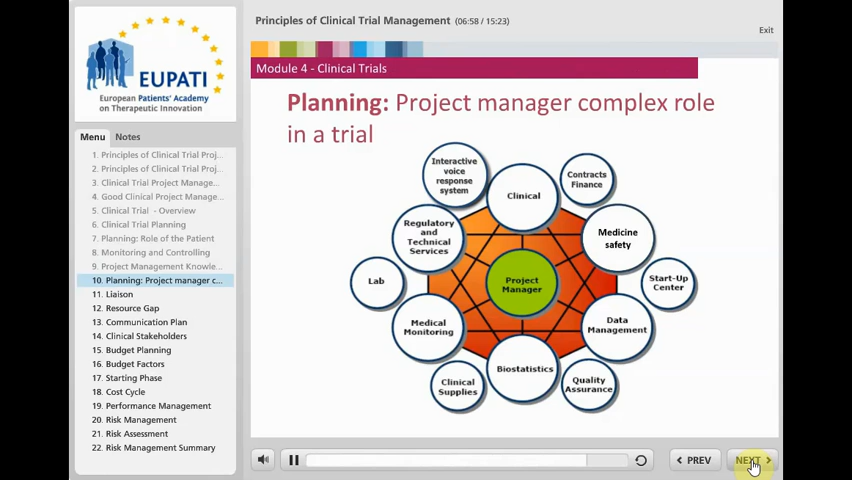 Principles of Clinical Trial Management (06:58 / 15:23)
Exit
EUPATI
European Patients' Academy
on Therapeutic Innovation
Menu
Notes
1. Principles of Clinical Trial Proj...
2. Principles of Clinical Trial Proj...
3. Clinical Trial Project Manage...
4. Good Clinical Project Manage...
5. Clinical Trial - Overview
6. Clinical Trial Planning
7. Planning: Role of the Patient
8. Monitoring and Controlling
9. Project Management Knowle...
10. Planning: Project manager c...
11. Liaison
12. Resource Gap
13. Communication Plan
14. Clinical Stakeholders
15. Budget Planning
16. Budget Factors
17. Starting Phase
18. Cost Cycle
19. Performance Management
20. Risk Management
21. Risk Assessment
22. Risk Management Summary
Module 4 - Clinical Trials
Planning: Project manager complex role
in a trial
Interactive
voice
response
system
Clinical
Contracts
Finance
Regulatory
and
Technical
Services
Medicine
safety
Lab
Project
Manager
Start-Up
Center
Medical
Monitoring
Data
Management
Biostatistics
Clinical
Supplies
Quality
Assurance
PREV
NEXT